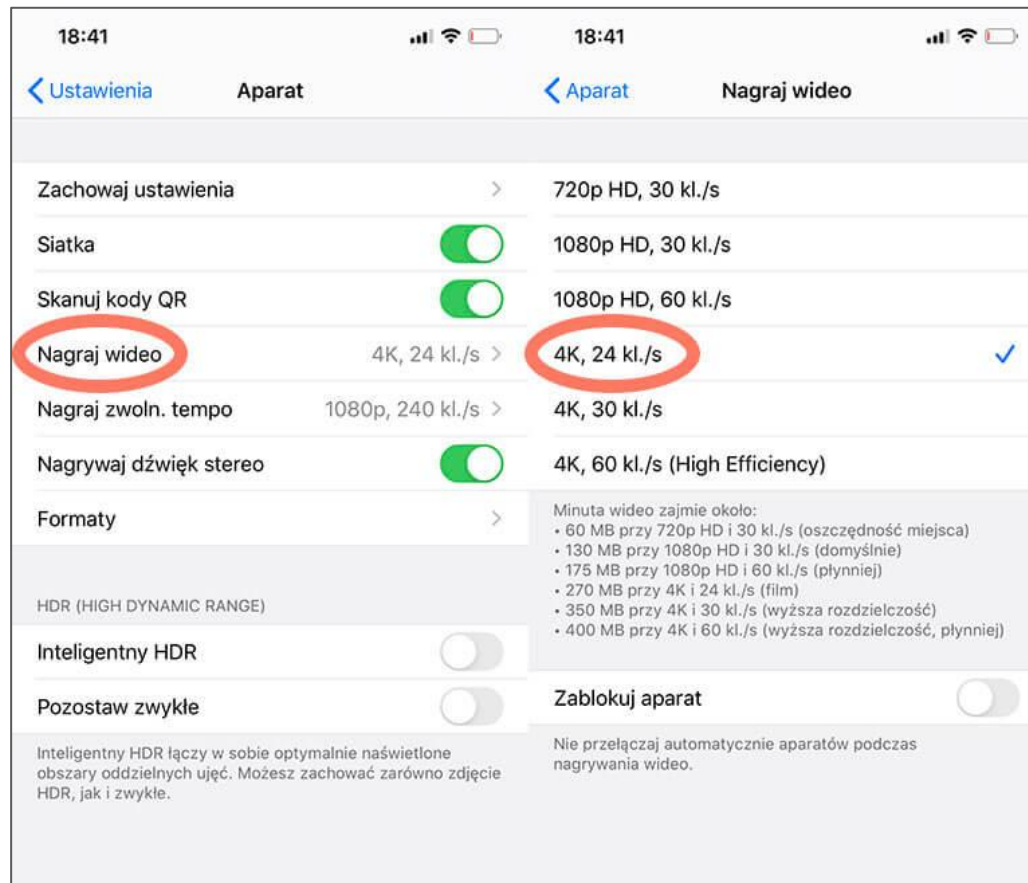 18:41
Ustawienia
Aparat
Zachowaj ustawienia
Siatka
Skanuj kody QR
Nagraj wideo
4K, 24 kl./s
Nagraj zwoln. tempo
1080p, 240 kl./s
Nagrywaj dźwięk stereo
Formaty
HDR (HIGH DYNAMIC RANGE)
Inteligentny HDR
Pozostaw zwykłe
Inteligentny HDR łączy w sobie optymalnie naświetlone
obszary oddzielnych ujęć. Możesz zachować zarówno zdjęcie
HDR, jak i zwykłe.
18:41
Aparat
Nagraj wideo
720p HD, 30 kl./s
1080p HD, 30 kl./s
1080p HD, 60 kl./s
4K, 24 kl./s
4K, 30 kl./s
4K, 60 kl./s (High Efficiency)
Minuta wideo zajmie około:
• 60 MB przy 720p HD i 30 kl./s (oszczędność miejsca)
• 130 MB przy 1080p HD i 30 kl./s (domyślnie)
• 175 MB przy 1080p HD i 60 kl./s (płynniej)
• 270 MB przy 4K i 24 kl./s (film)
• 350 MB przy 4K i 30 kl./s (wyższa rozdzielczość)
• 400 MB przy 4K i 60 kl./s (wyższa rozdzielczość, płynniej)
Zablokuj aparat
Nie przełączaj automatycznie aparatów podczas
nagrywania wideo.